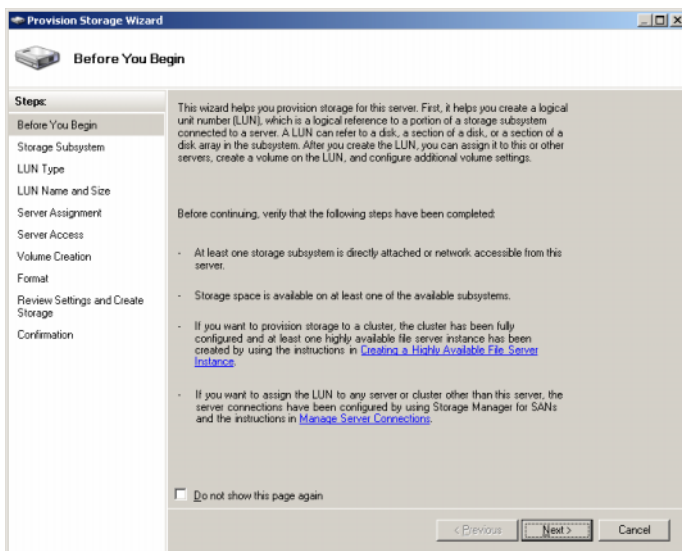 Provision Storage Wizard
Before You Begin
Steps:
Before You Begin
Storage Subsystem
LUN Type
LUN Name and Size
Server Assignment
Server Access
Volume Creation
Format
Review Settings and Create
Storage
Confirmation
This wizard helps you provision storage for this server. First, it helps you create a logical
unit number (LUN), which is a logical reference to a portion of a storage subsystem
connected to a server. A LUN can refer to a disk, a section of a disk, or a section of a
disk array in the subsystem. After you create the LUN, you can assign it to this or other
servers, create a volume on the LUN, and configure additional volume settings.
Before continuing, verify that the following steps have been completed:
- At least one storage subsystem is directly attached or network accessible from this
server.
- Storage space is available on at least one of the available subsystems.
- If you want to provision storage to a cluster, the cluster has been fully
configured and at least one highly available file server instance has been
created by using the instructions in Creating a Highly Available File Server
Instance.
- If you want to assign the LUN to any server or cluster other than this server, the
server connections have been configured by using Storage Manager for SANs
and the instructions in Manage Server Connections.
Do not show this page again
< Previous
Next >
Cancel